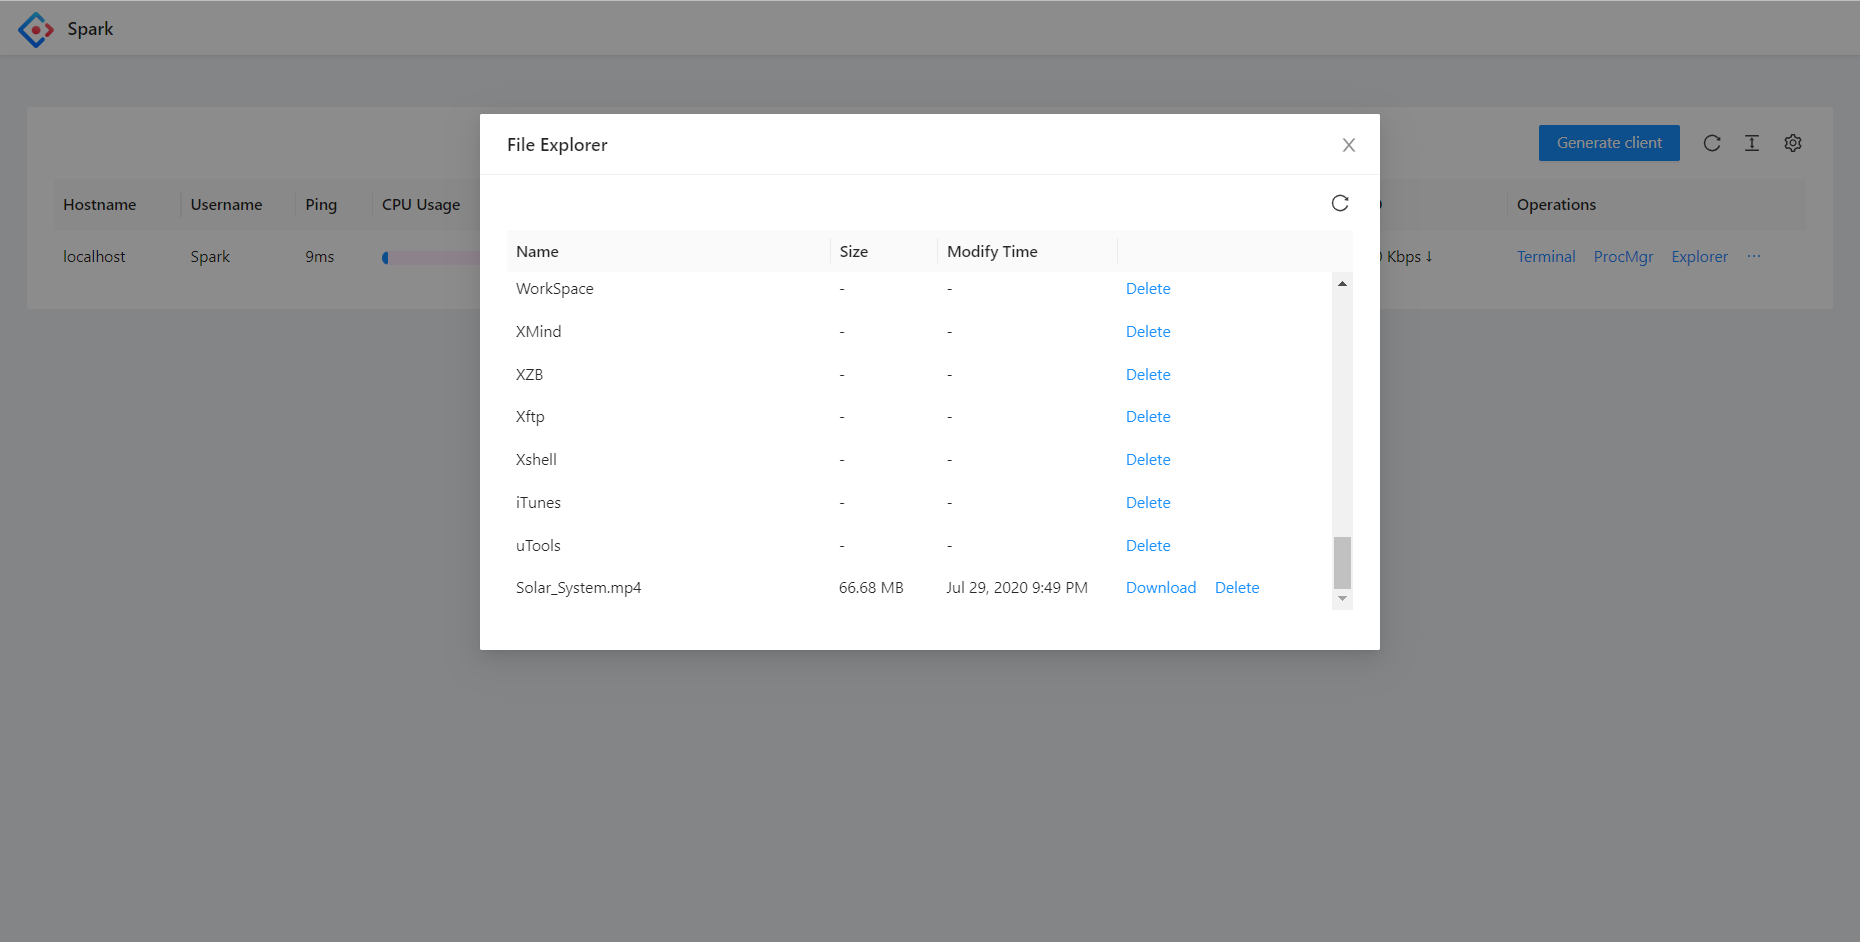 Spark
File Explorer
Generate client
Hostname Username Ping CPU Usage Operations
Name Size Modify Time
localhost Spark 9ms Kbps ↓ Terminal ProcMgr Explorer ···
WorkSpace - - Delete
XMind - - Delete
XZB - - Delete
Xftp - - Delete
Xshell - - Delete
iTunes - - Delete
uTools - - Delete
Solar_System.mp4 66.68 MB Jul 29, 2020 9:49 PM Download Delete